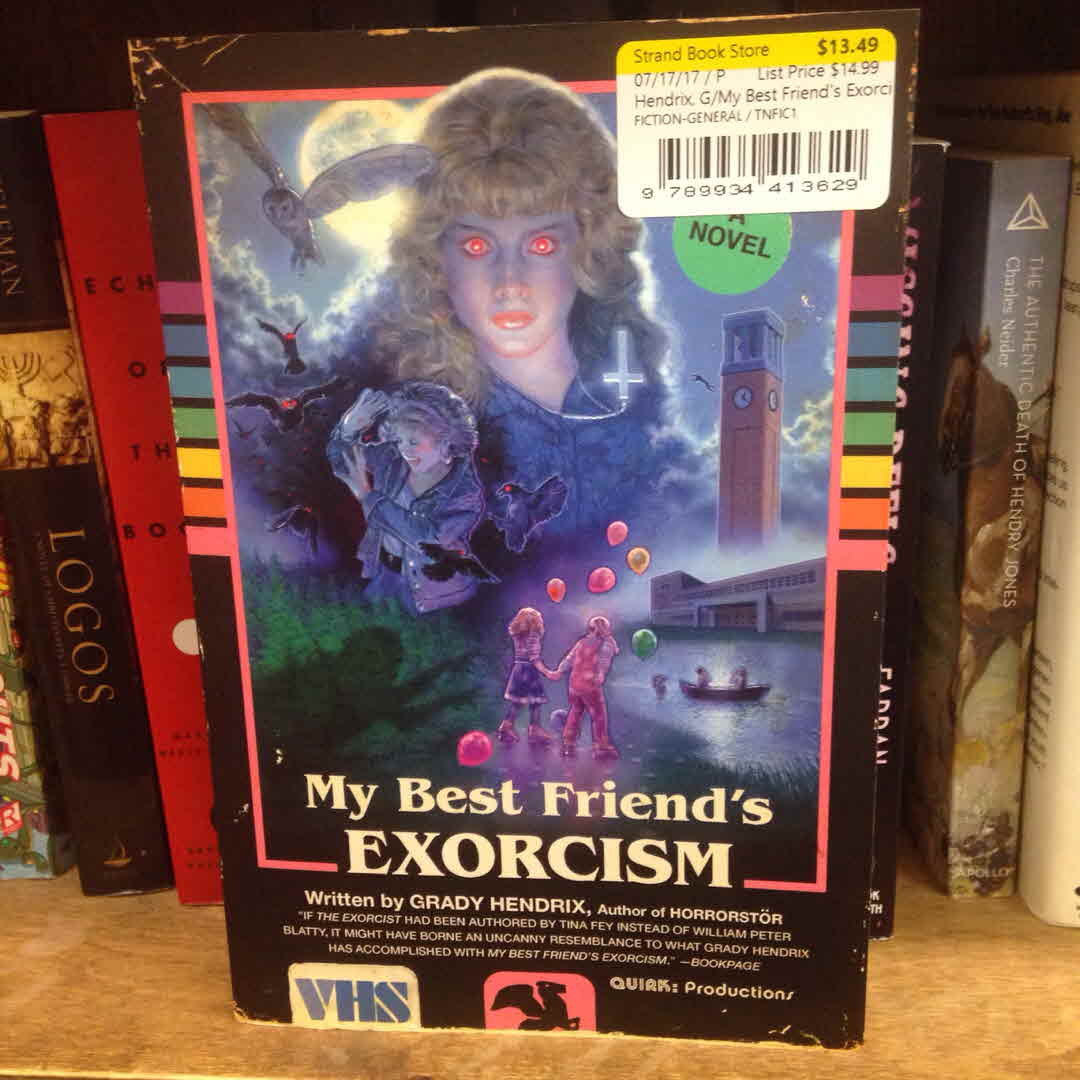 Strand Book Store $13.49
07/17/17 / P List Price $14.99
Hendrix, G/My Best Friend's Exorci
FICTION-GENERAL / TNFIC1
9 789934 413629
A
NOVEL
My Best Friend's
EXORCISM
Written by GRADY HENDRIX, Author of HORRORSTÖR
"IF THE EXORCIST HAD BEEN AUTHORED BY TINA FEY INSTEAD OF WILLIAM PETER
BLATTY, IT MIGHT HAVE BORNE AN UNCANNY RESEMBLANCE TO WHAT GRADY HENDRIX
HAS ACCOMPLISHED WITH MY BEST FRIEND'S EXORCISM." —BOOKPAGE
VHS
QUIRK: Productions
LOGOS
ECH
O
TH
BO
THE AUTHENTIC DEATH OF HENDRY JONES
Charles Neider
APOLLO